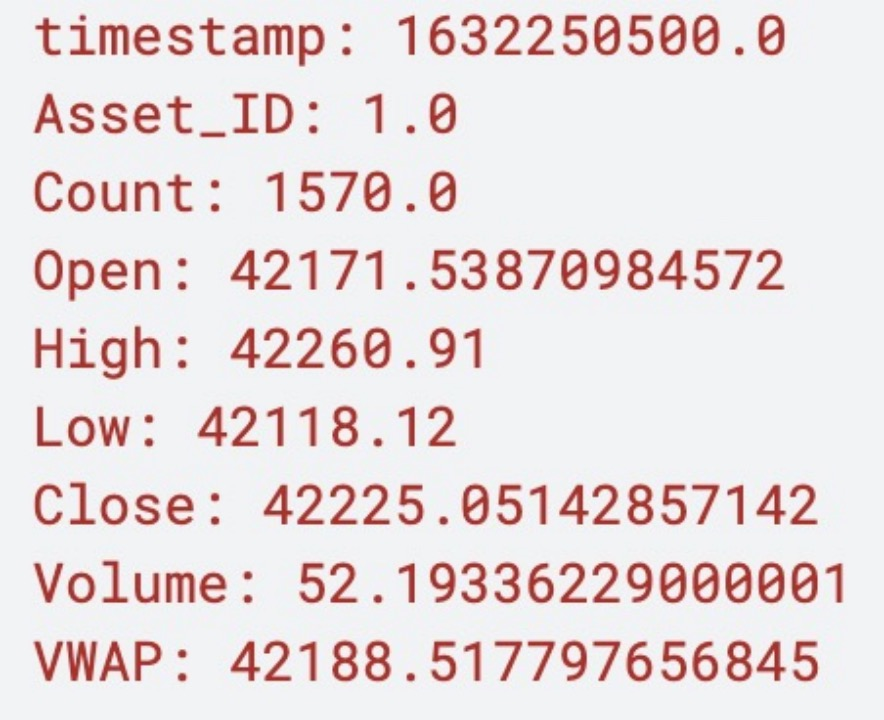 timestamp: 1632250500.0
Asset_ID: 1.0
Count: 1570.0
Open: 42171.53870984572
High: 42260.91
Low: 42118.12
Close: 42225.05142857142
Volume: 52.19336229000001
VWAP: 42188.517797656845